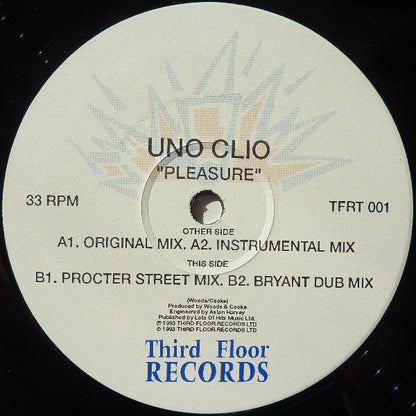 UNO CLIO
"PLEASURE"
33 RPM
TFRT 001
OTHER SIDE
A1. ORIGINAL MIX. A2. INSTRUMENTAL MIX
THIS SIDE
B1. PROCTER STREET MIX. B2. BRYANT DUB MIX
(Woods/Cooke)
Produced by Woods & Cooke
Engineered by Aslan Harvey
Published by Lots Of Hits Music Ltd.
℗ 1993 THIRD FLOOR RECORDS LTD
© 1993 THIRD FLOOR RECORDS LTD
Third Floor
RECORDS